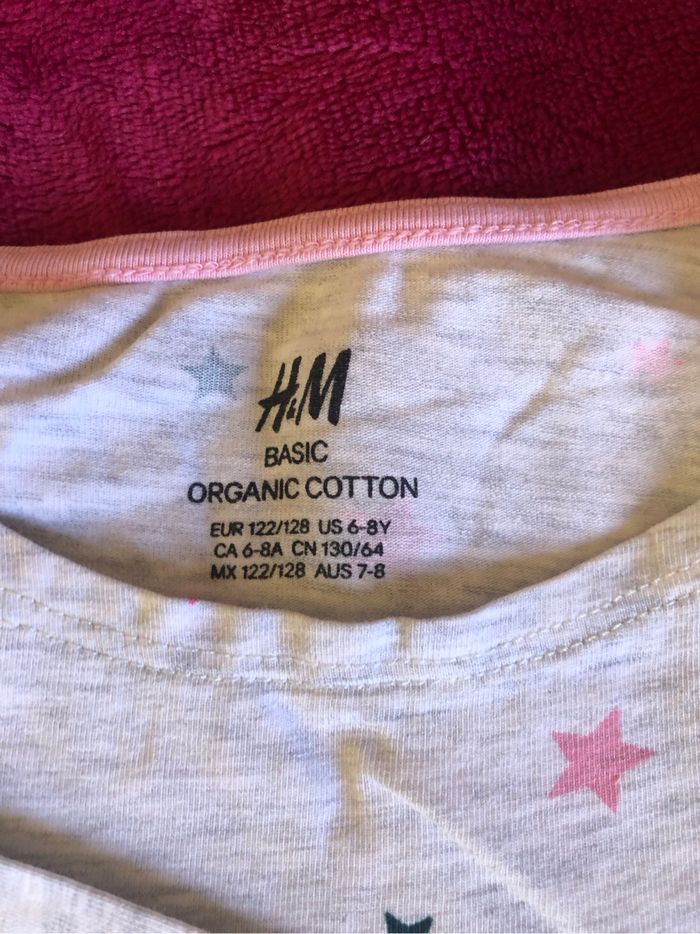 H&M
BASIC
ORGANIC COTTON
EUR 122/128 US 6-8Y
CA 6-8A CN 130/64
MX 122/128 AUS 7-8